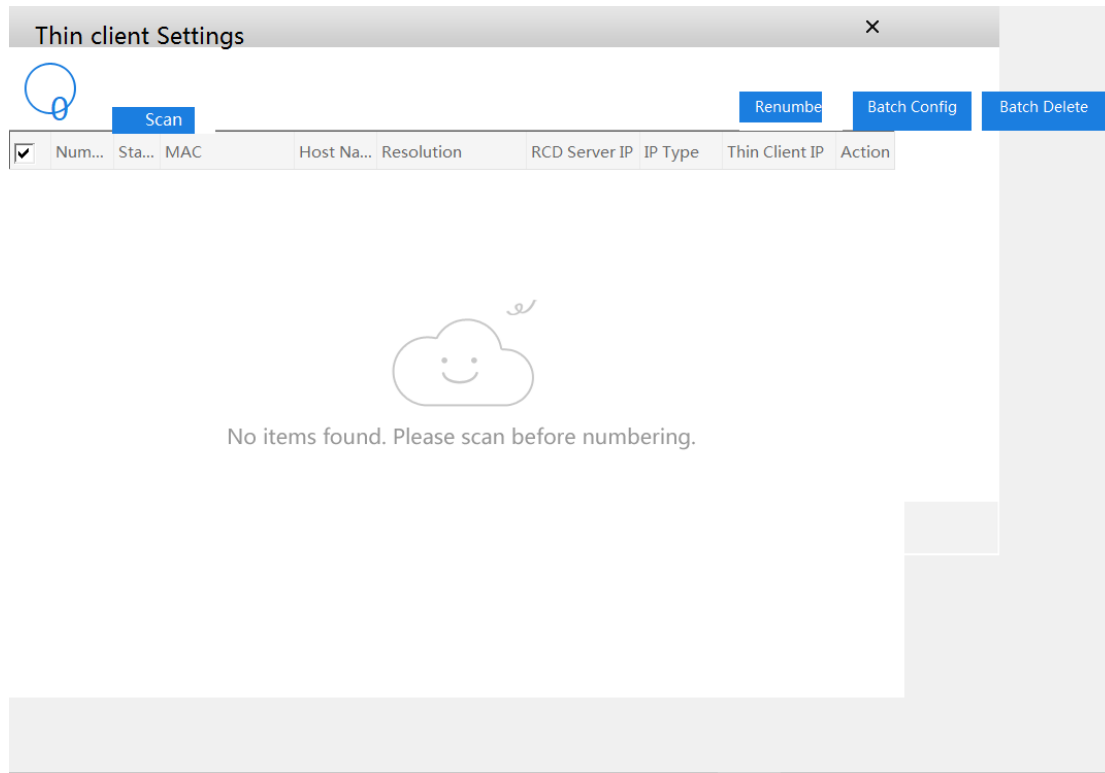 Thin client Settings
Scan
Renumbe
Batch Config
Batch Delete
Num... Sta... MAC Host Na... Resolution RCD Server IP IP Type Thin Client IP Action
No items found. Please scan before numbering.